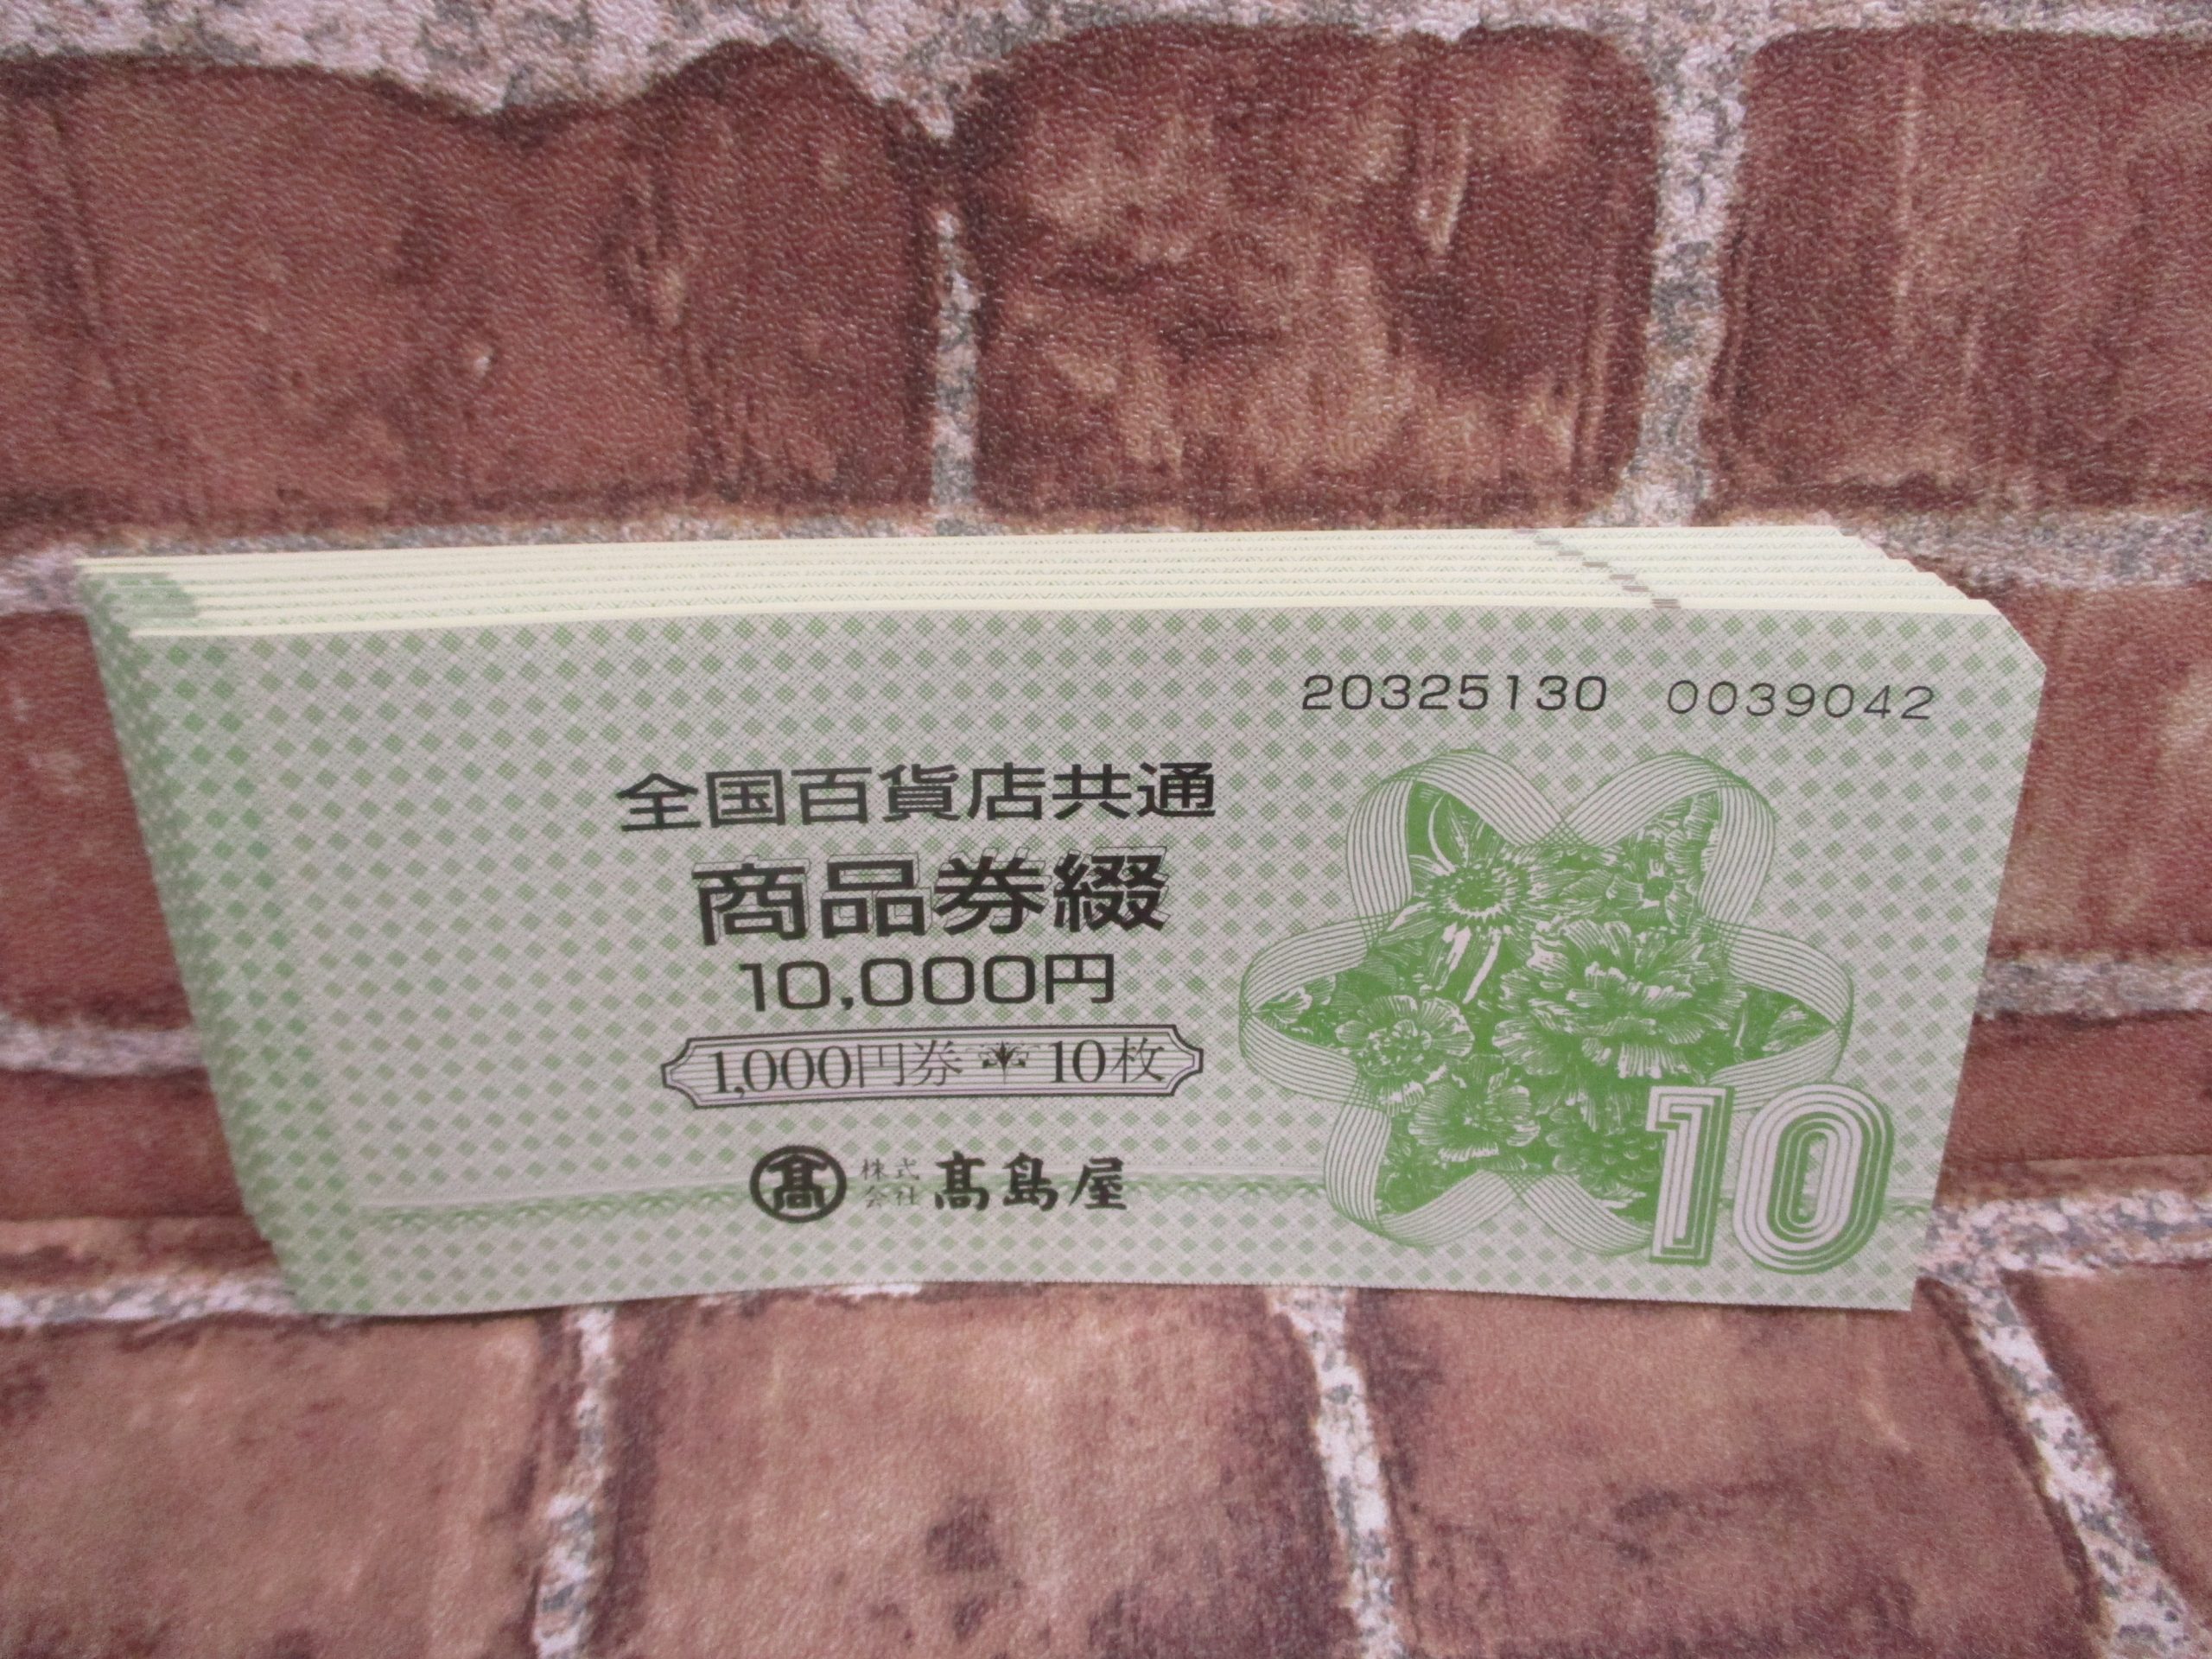 20325130 0039042
全国百貨店共通
商品券綴
10,000円
1,000円券 10枚
髙 株式会社 髙島屋
10